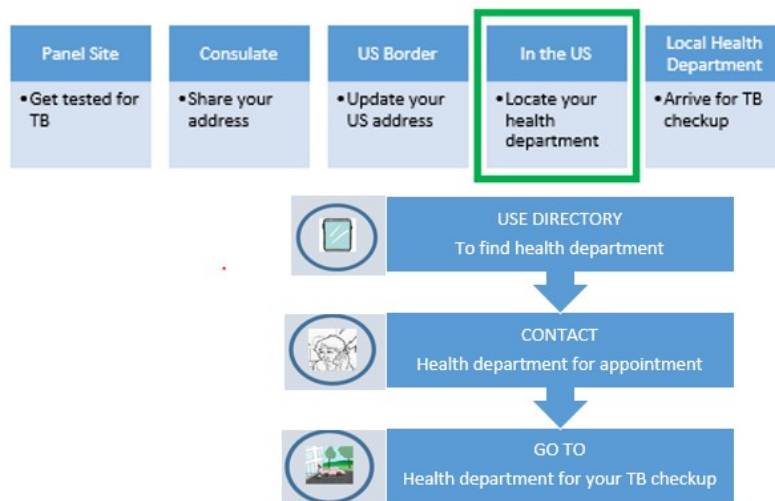 Panel Site
•Get tested for
TB
Consulate
•Share your
address
US Border
•Update your
US address
In the US
•Locate your
health
department
Local Health
Department
•Arrive for TB
checkup
USE DIRECTORY
To find health department
CONTACT
Health department for appointment
GO TO
Health department for your TB checkup